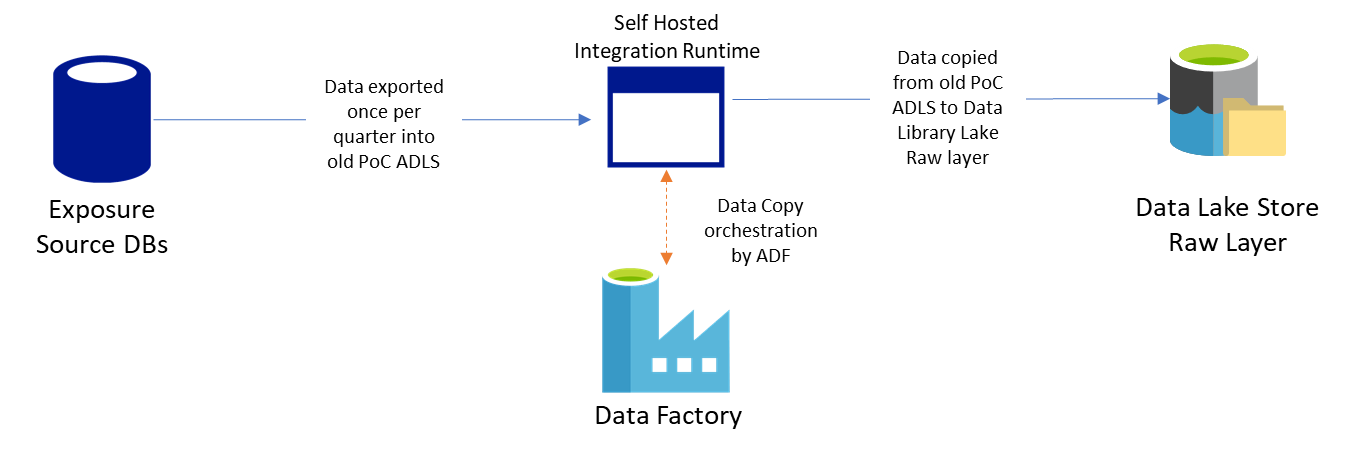 Self Hosted
Integration Runtime
Data exported
once per
quarter into
old PoC ADLS
Data copied
from old PoC
ADLS to Data
Library Lake
Raw layer
Exposure
Source DBs
Data Copy
orchestration
by ADF
Data Lake Store
Raw Layer
Data Factory